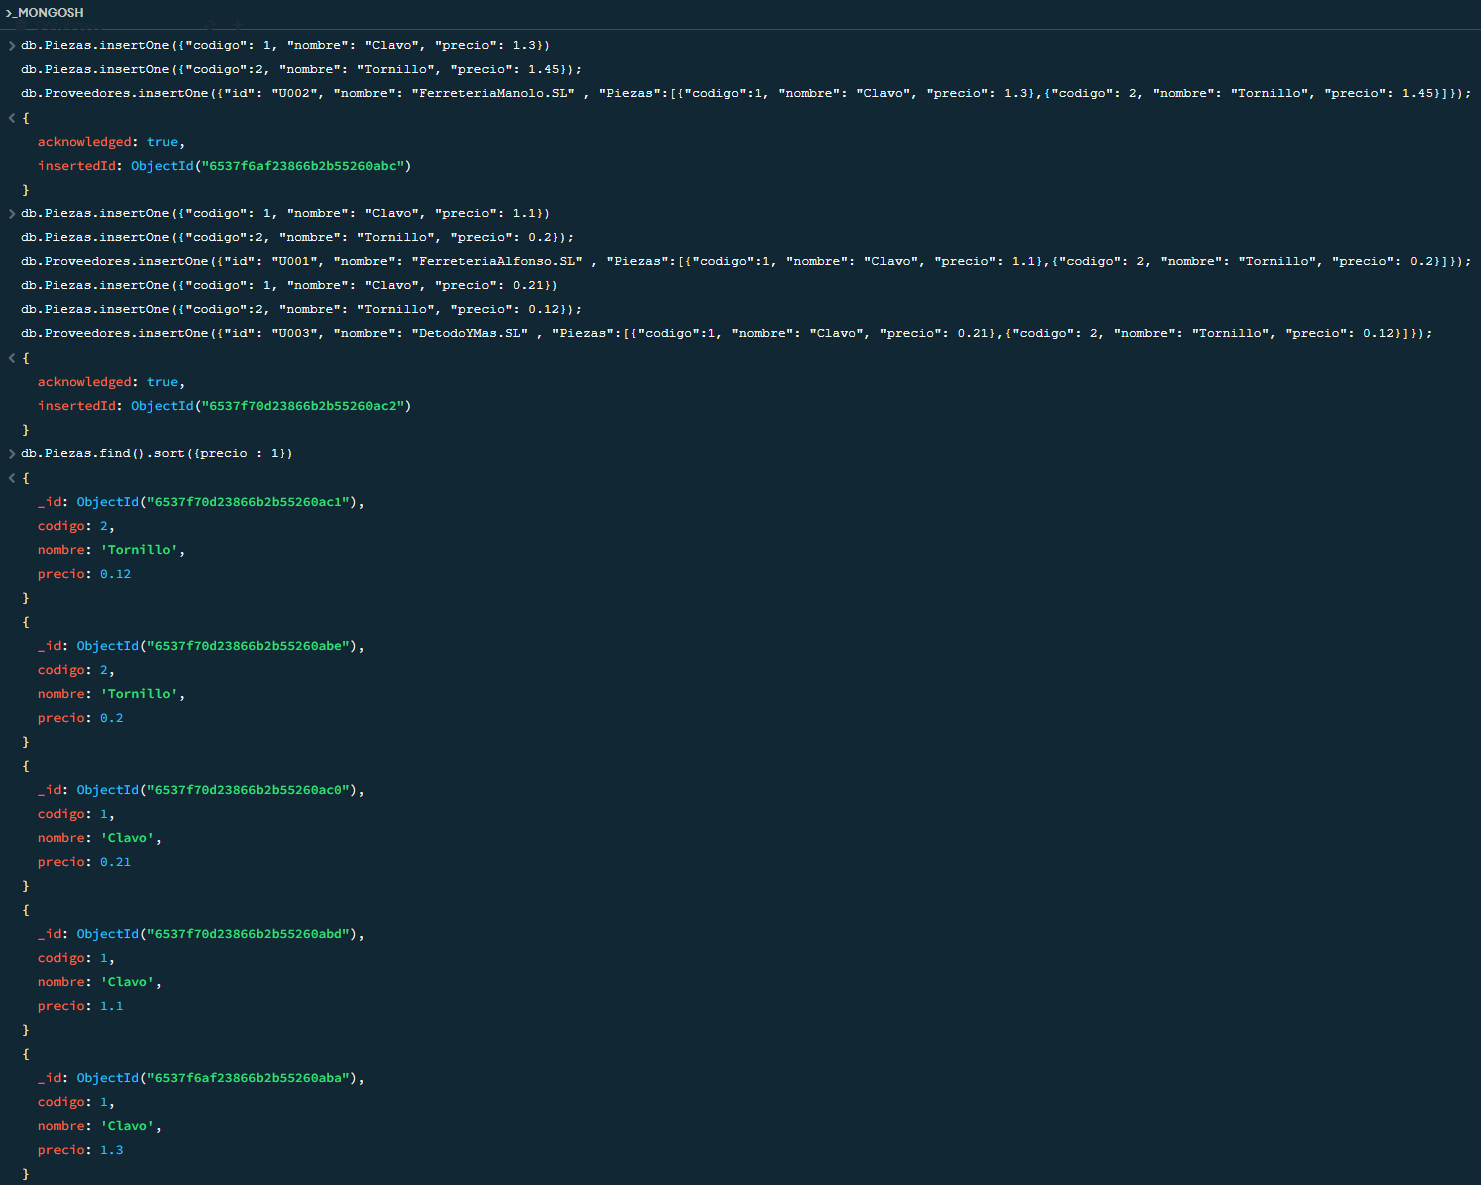 >_MONGOSH
> db.Piezas.insertOne({"codigo": 1, "nombre": "Clavo", "precio": 1.3})
db.Piezas.insertOne({"codigo":2, "nombre": "Tornillo", "precio": 1.45});
db.Proveedores.insertOne({"id": "U002", "nombre": "FerreteriaManolo.SL" , "Piezas":[{"codigo":1, "nombre": "Clavo", "precio": 1.3},{"codigo": 2, "nombre": "Tornillo", "precio": 1.45}]});
< {
acknowledged: true,
insertedId: ObjectId("6537f6af23866b2b55260abc")
}
> db.Piezas.insertOne({"codigo": 1, "nombre": "Clavo", "precio": 1.1})
db.Piezas.insertOne({"codigo":2, "nombre": "Tornillo", "precio": 0.2});
db.Proveedores.insertOne({"id": "U001", "nombre": "FerreteriaAlfonso.SL" , "Piezas":[{"codigo":1, "nombre": "Clavo", "precio": 1.1},{"codigo": 2, "nombre": "Tornillo", "precio": 0.2}]});
db.Piezas.insertOne({"codigo": 1, "nombre": "Clavo", "precio": 0.21})
db.Piezas.insertOne({"codigo":2, "nombre": "Tornillo", "precio": 0.12});
db.Proveedores.insertOne({"id": "U003", "nombre": "DetodoYMas.SL" , "Piezas":[{"codigo":1, "nombre": "Clavo", "precio": 0.21},{"codigo": 2, "nombre": "Tornillo", "precio": 0.12}]});
< {
acknowledged: true,
insertedId: ObjectId("6537f70d23866b2b55260ac2")
}
> db.Piezas.find().sort({precio : 1})
< {
_id: ObjectId("6537f70d23866b2b55260ac1"),
codigo: 2,
nombre: 'Tornillo',
precio: 0.12
}
{
_id: ObjectId("6537f70d23866b2b55260abe"),
codigo: 2,
nombre: 'Tornillo',
precio: 0.2
}
{
_id: ObjectId("6537f70d23866b2b55260ac0"),
codigo: 1,
nombre: 'Clavo',
precio: 0.21
}
{
_id: ObjectId("6537f70d23866b2b55260abd"),
codigo: 1,
nombre: 'Clavo',
precio: 1.1
}
{
_id: ObjectId("6537f6af23866b2b55260aba"),
codigo: 1,
nombre: 'Clavo',
precio: 1.3
}